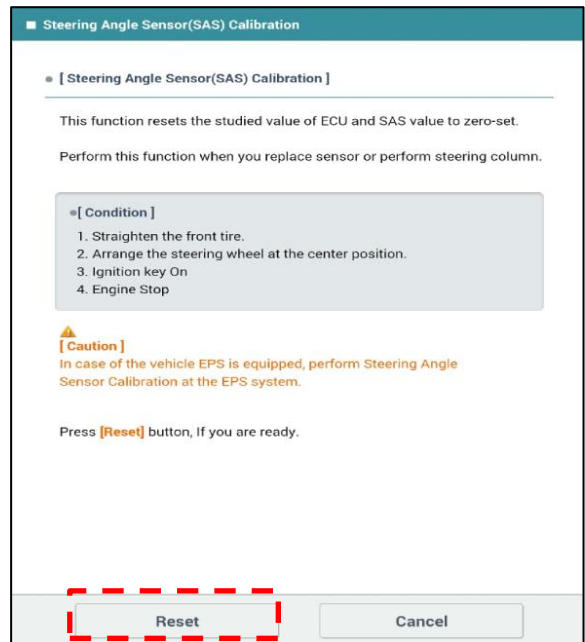 ■ Steering Angle Sensor(SAS) Calibration
● [ Steering Angle Sensor(SAS) Calibration ]
This function resets the studied value of ECU and SAS value to zero-set.
Perform this function when you replace sensor or perform steering column.
●[ Condition ]
1. Straighten the front tire.
2. Arrange the steering wheel at the center position.
3. Ignition key On
4. Engine Stop
[ Caution ]
In case of the vehicle EPS is equipped, perform Steering Angle
Sensor Calibration at the EPS system.
Press [Reset] button, If you are ready.
Reset
Cancel